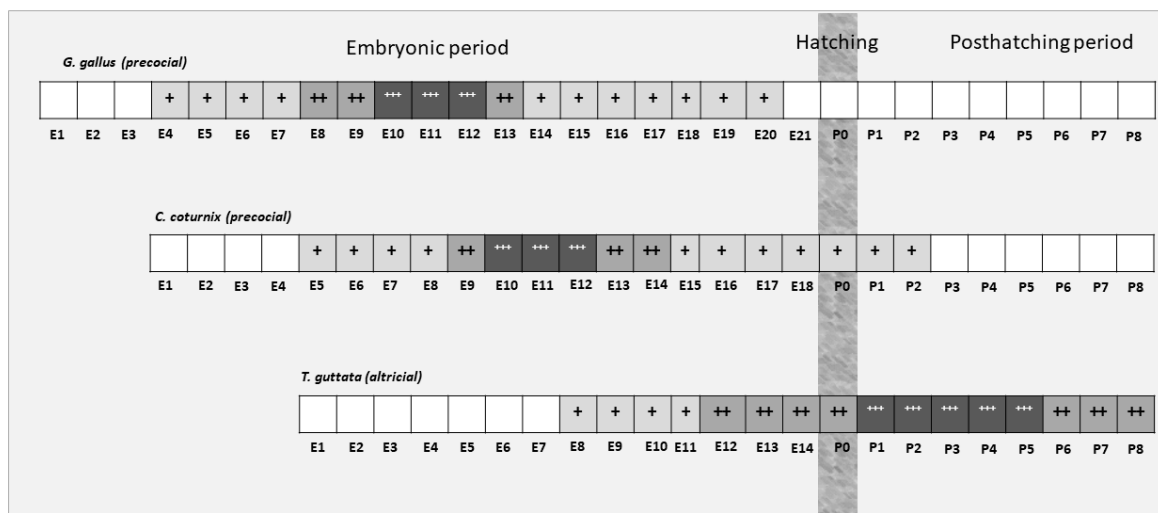 Embryonic period Hatching Posthatching period
G. gallus (precocial)
+ + + + ++ ++ +++ +++ +++ ++ + + + + + + +
E1 E2 E3 E4 E5 E6 E7 E8 E9 E10 E11 E12 E13 E14 E15 E16 E17 E18 E19 E20 E21 P0 P1 P2 P3 P4 P5 P6 P7 P8
C. coturnix (precocial)
+ + + + ++ +++ +++ +++ ++ ++ + + + + + + +
E1 E2 E3 E4 E5 E6 E7 E8 E9 E10 E11 E12 E13 E14 E15 E16 E17 E18 P0 P1 P2 P3 P4 P5 P6 P7 P8
T. guttata (altricial)
+ + + + ++ ++ ++ ++ +++ +++ +++ +++ +++ ++ ++ ++
E1 E2 E3 E4 E5 E6 E7 E8 E9 E10 E11 E12 E13 E14 P0 P1 P2 P3 P4 P5 P6 P7 P8